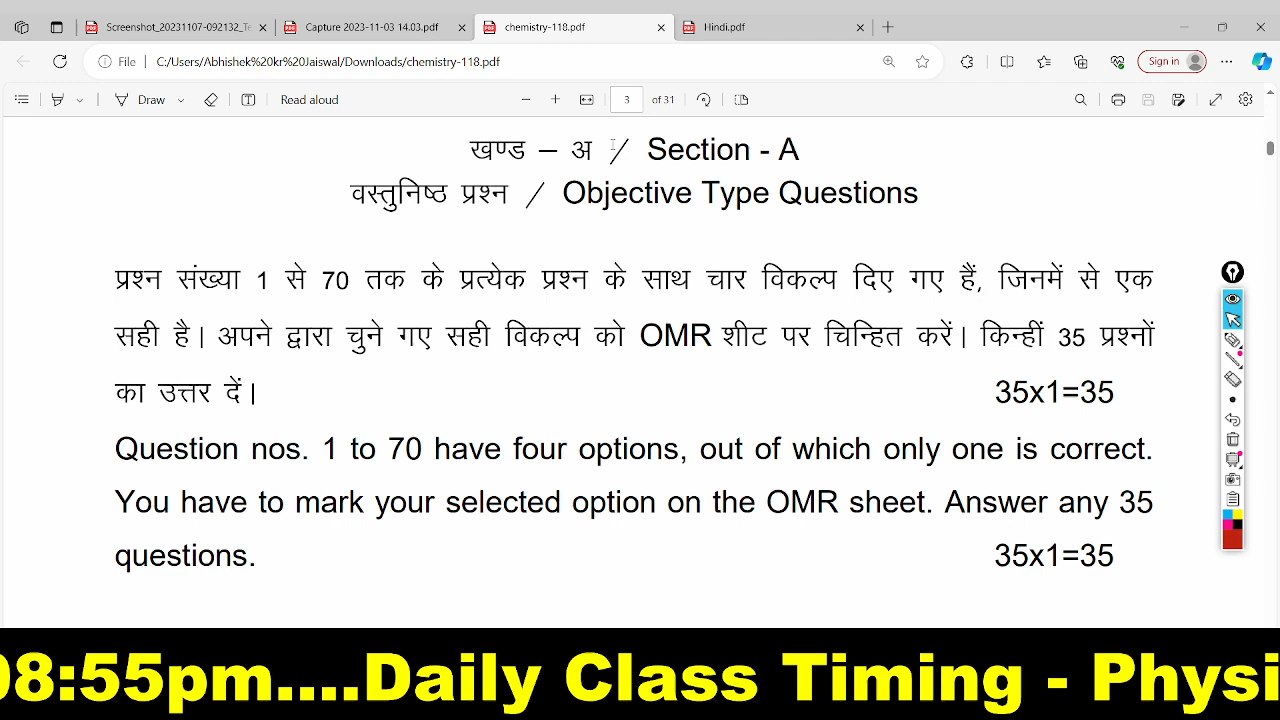 Screenshot_20231107-092132_Te
Capture 2023-11-03 14.03.pdf
chemistry-118.pdf
Hindi.pdf
File
C:/Users/Abhishek%20kr%20Jaiswal/Downloads/chemistry-118.pdf
Sign in
Draw
Read aloud
3
of 31
खण्ड – अ / Section - A
वस्तुनिष्ठ प्रश्न / Objective Type Questions
प्रश्न संख्या 1 से 70 तक के प्रत्येक प्रश्न के साथ चार विकल्प दिए गए हैं, जिनमें से एक
सही है। अपने द्वारा चुने गए सही विकल्प को OMR शीट पर चिन्हित करें। किन्हीं 35 प्रश्नों
का उत्तर दें। 35x1=35
Question nos. 1 to 70 have four options, out of which only one is correct.
You have to mark your selected option on the OMR sheet. Answer any 35
questions. 35x1=35
08:55pm....Daily Class Timing - Physi